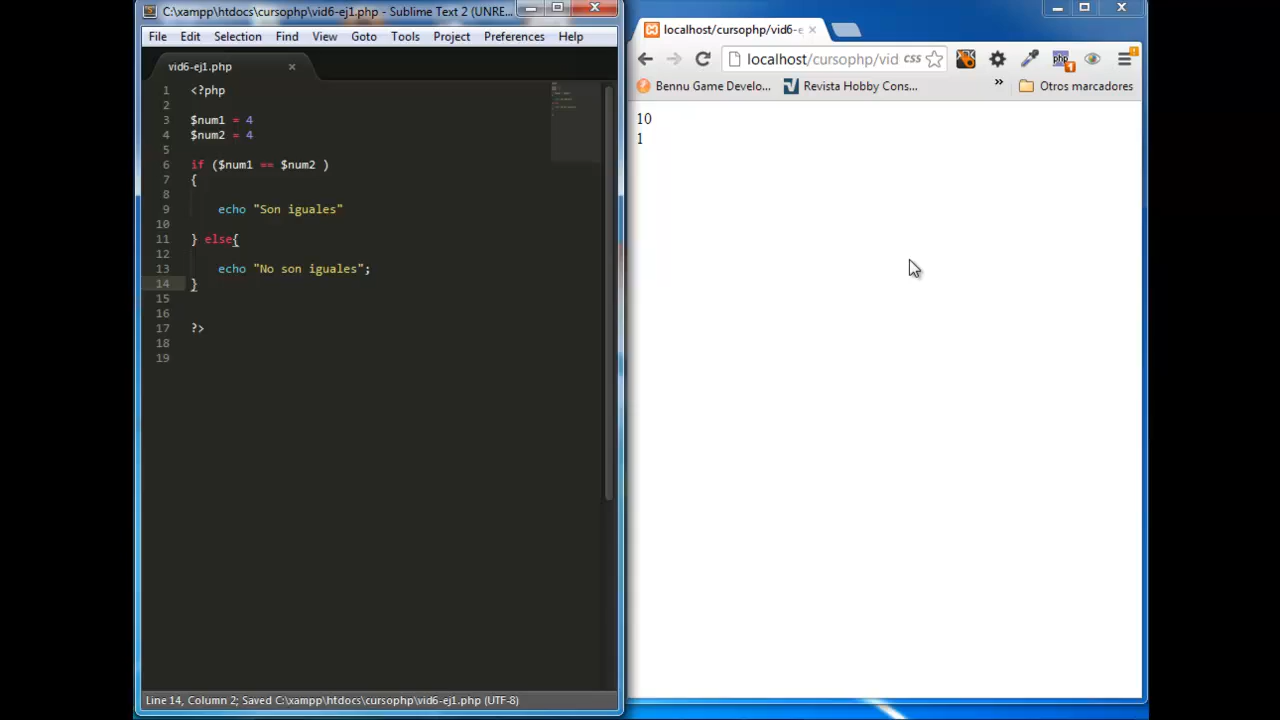 C:\xampp\htdocs\cursophp\vid6-ej1.php - Sublime Text 2 (UNRE...
File Edit Selection Find View Goto Tools Project Preferences Help
vid6-ej1.php ×
1 <?php
2
3 $num1 = 4
4 $num2 = 4
5
6 if ($num1 == $num2 )
7 {
8
9 echo "Son iguales"
10
11 } else{
12
13 echo "No son iguales";
14 }
15
16
17 ?>
18
19
Line 14, Column 2; Saved C:\xampp\htdocs\cursophp\vid6-ej1.php (UTF-8)
localhost/cursophp/vid6-e ×
localhost/cursophp/vid css php 1
Bennu Game Develo... Revista Hobby Cons... » Otros marcadores
10
1